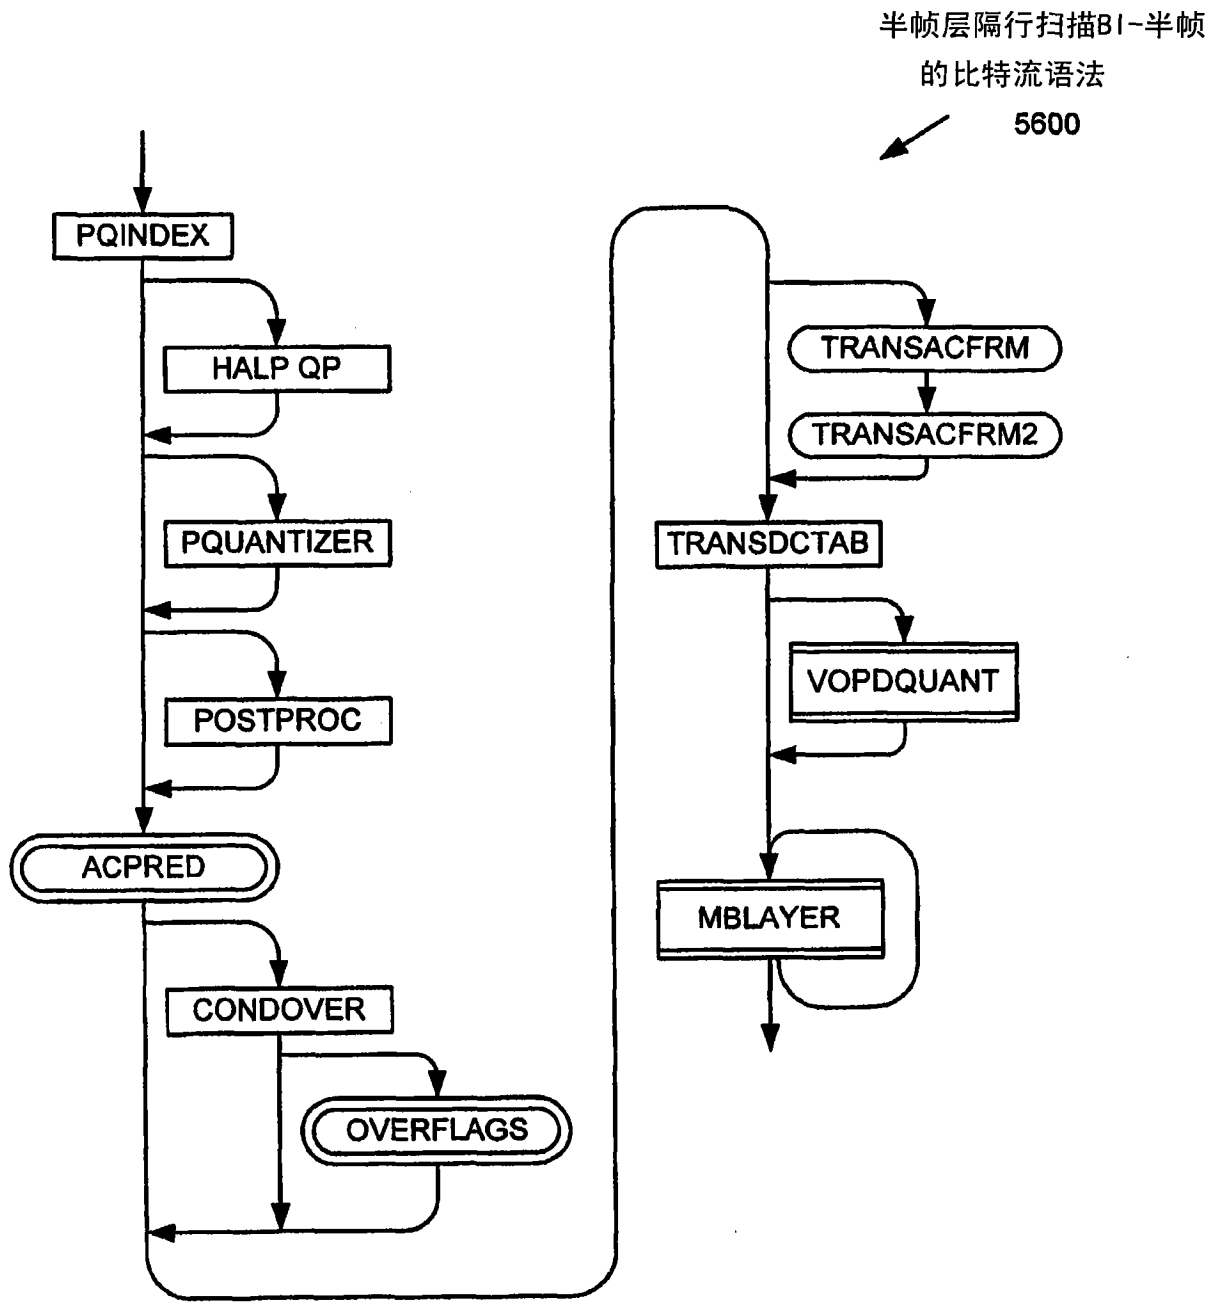 半帧层隔行扫描BI-半帧
的比特流语法
5600
PQINDEX
HALP QP
PQUANTIZER
POSTPROC
ACPRED
CONDOVER
OVERFLAGS
TRANSACFRM
TRANSACFRM2
TRANSDCTAB
VOPDQUANT
MBLAYER